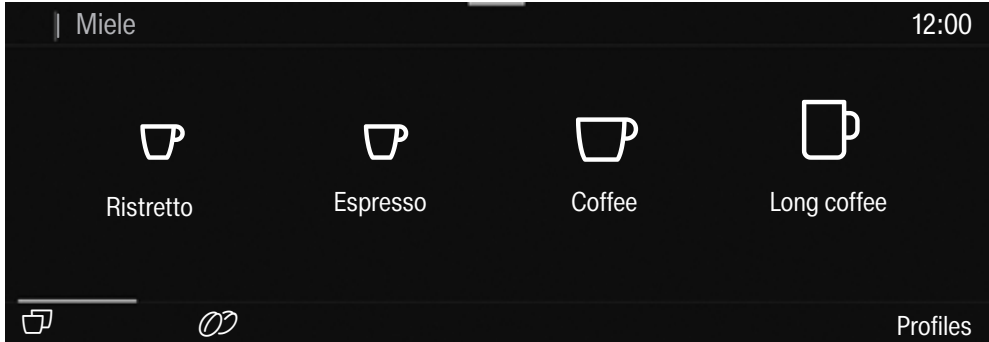 Miele
12:00
Ristretto
Espresso
Coffee
Long coffee
Profiles